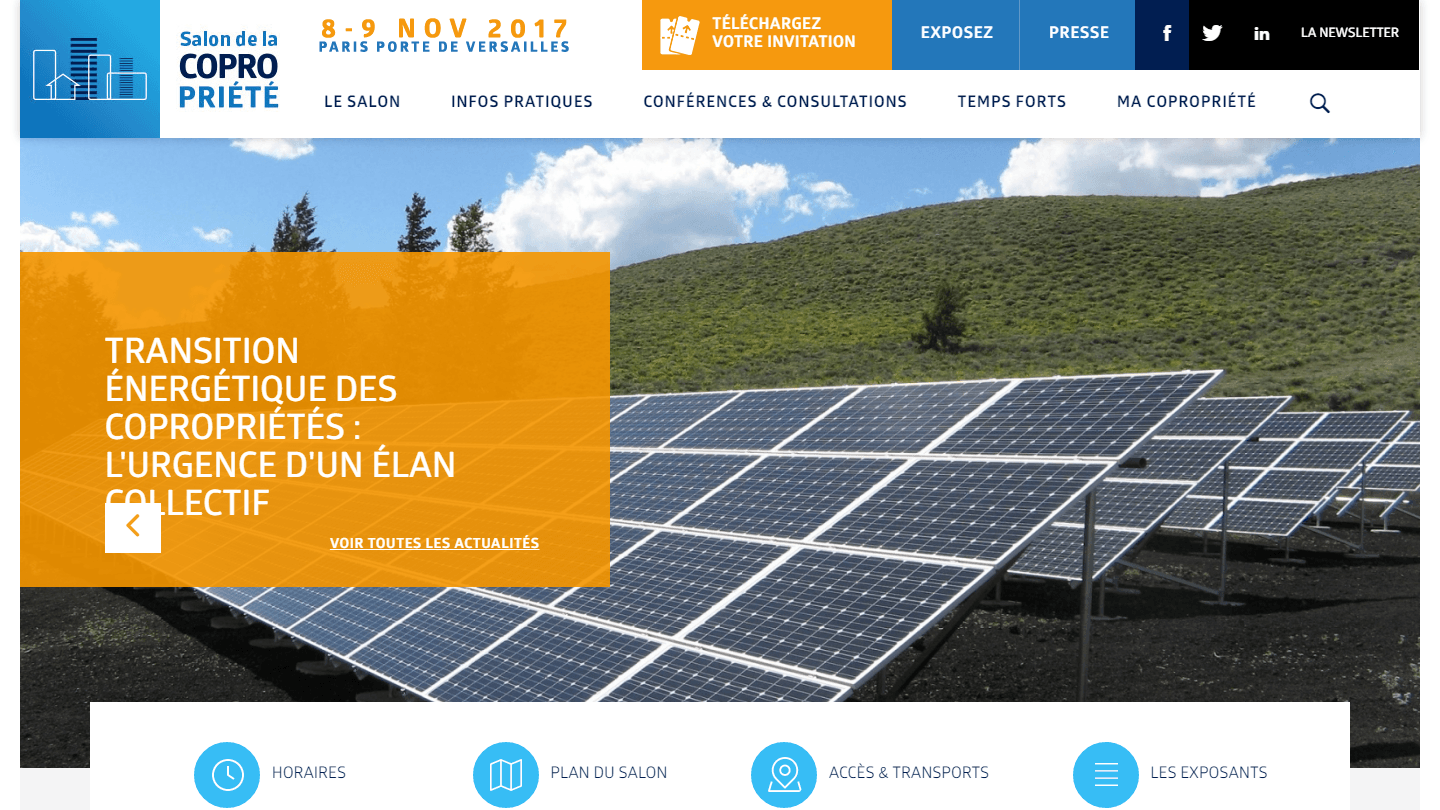 Salon de la
COPRO
PRIÉTÉ
8-9 NOV 2017
PARIS PORTE DE VERSAILLES
TÉLÉCHARGEZ
VOTRE INVITATION
EXPOSEZ
PRESSE
f
in
LA NEWSLETTER
LE SALON
INFOS PRATIQUES
CONFÉRENCES & CONSULTATIONS
TEMPS FORTS
MA COPROPRIÉTÉ
TRANSITION
ÉNERGÉTIQUE DES
COPROPRIÉTÉS :
L'URGENCE D'UN ÉLAN
COLLECTIF
VOIR TOUTES LES ACTUALITÉS
HORAIRES
PLAN DU SALON
ACCÈS & TRANSPORTS
LES EXPOSANTS